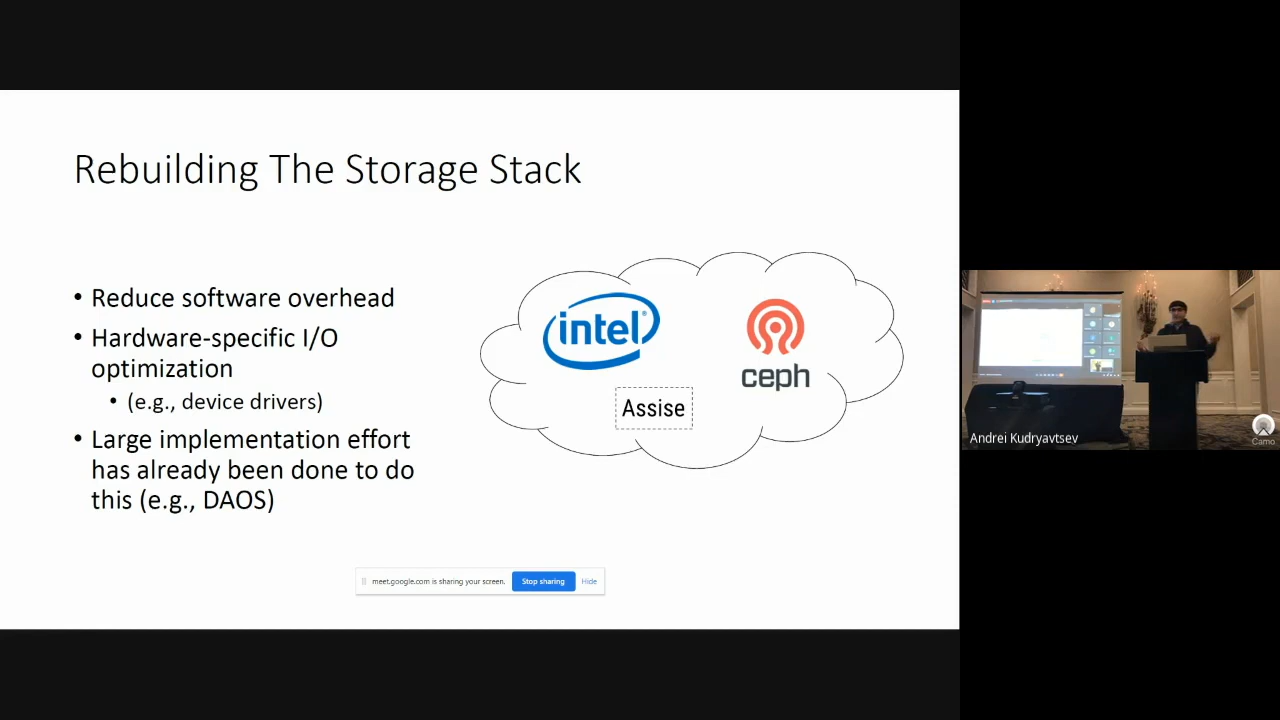 Rebuilding The Storage Stack
• Reduce software overhead
• Hardware-specific I/O
optimization
• (e.g., device drivers)
• Large implementation effort
has already been done to do
this (e.g., DAOS)
intel®
ceph
Assise
meet.google.com is sharing your screen.
Stop sharing
Hide
Andrei Kudryavtsev
Camo